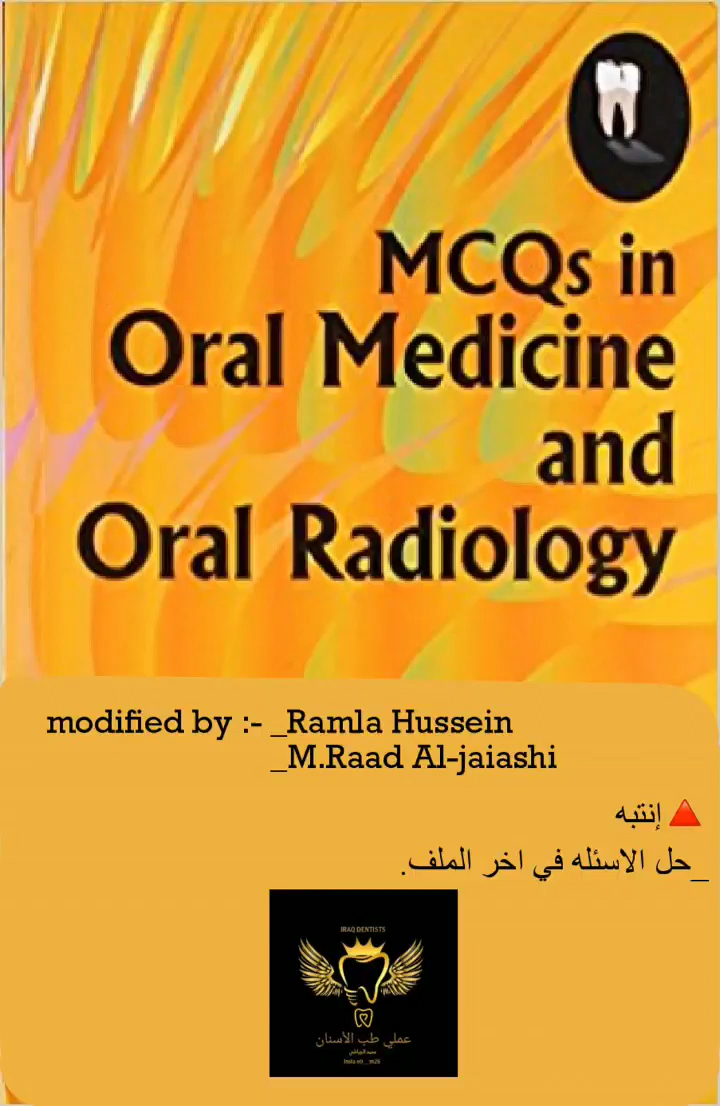 MCQs in
Oral Medicine
and
Oral Radiology
modified by :- _Ramla Hussein
_M.Raad Al-jaiashi
🔺إنتبه
_حل الاسئله في اخر الملف.
IRAQ DENTISTS
عملي طب الأسنان